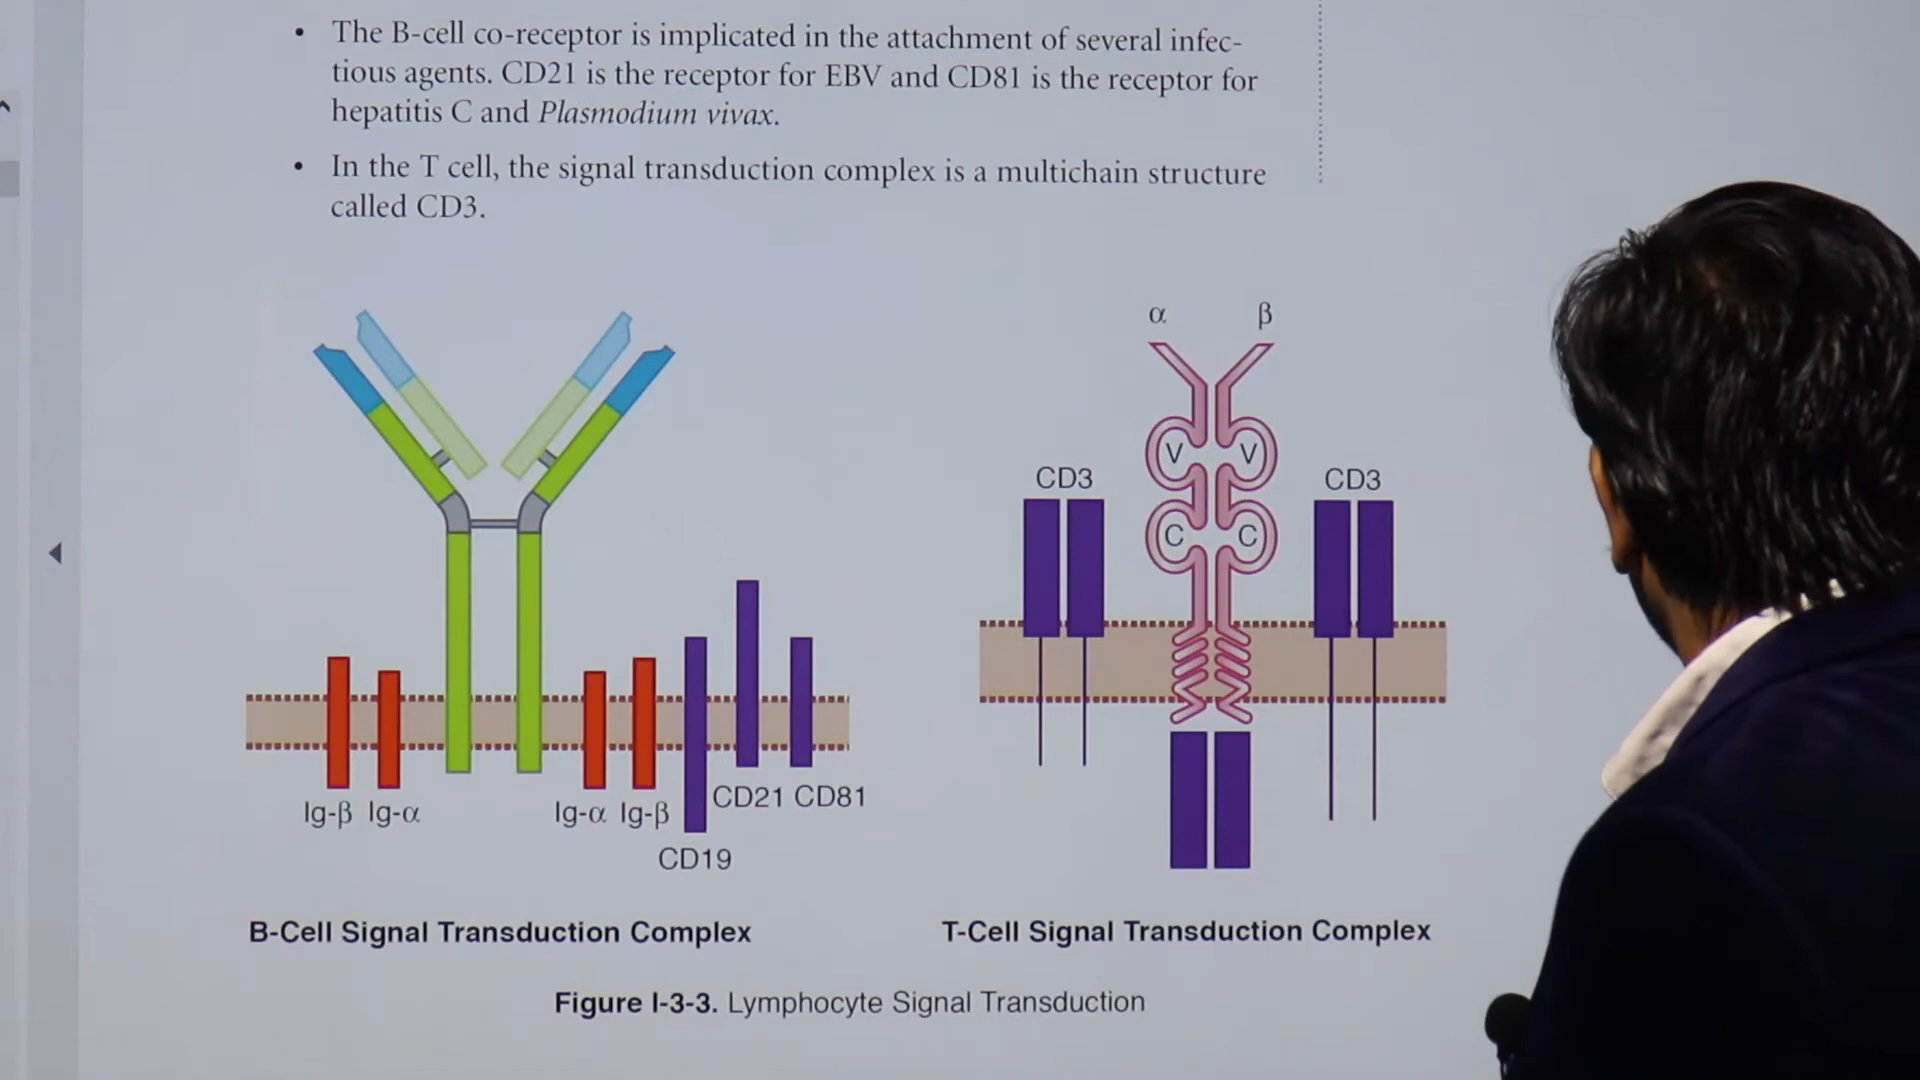 • The B-cell co-receptor is implicated in the attachment of several infec-
tious agents. CD21 is the receptor for EBV and CD81 is the receptor for
hepatitis C and Plasmodium vivax.
• In the T cell, the signal transduction complex is a multichain structure
called CD3.
α β
V V
CD3 CD3
C C
Ig-β Ig-α Ig-α Ig-β CD21 CD81
CD19
B-Cell Signal Transduction Complex
T-Cell Signal Transduction Complex
Figure I-3-3. Lymphocyte Signal Transduction